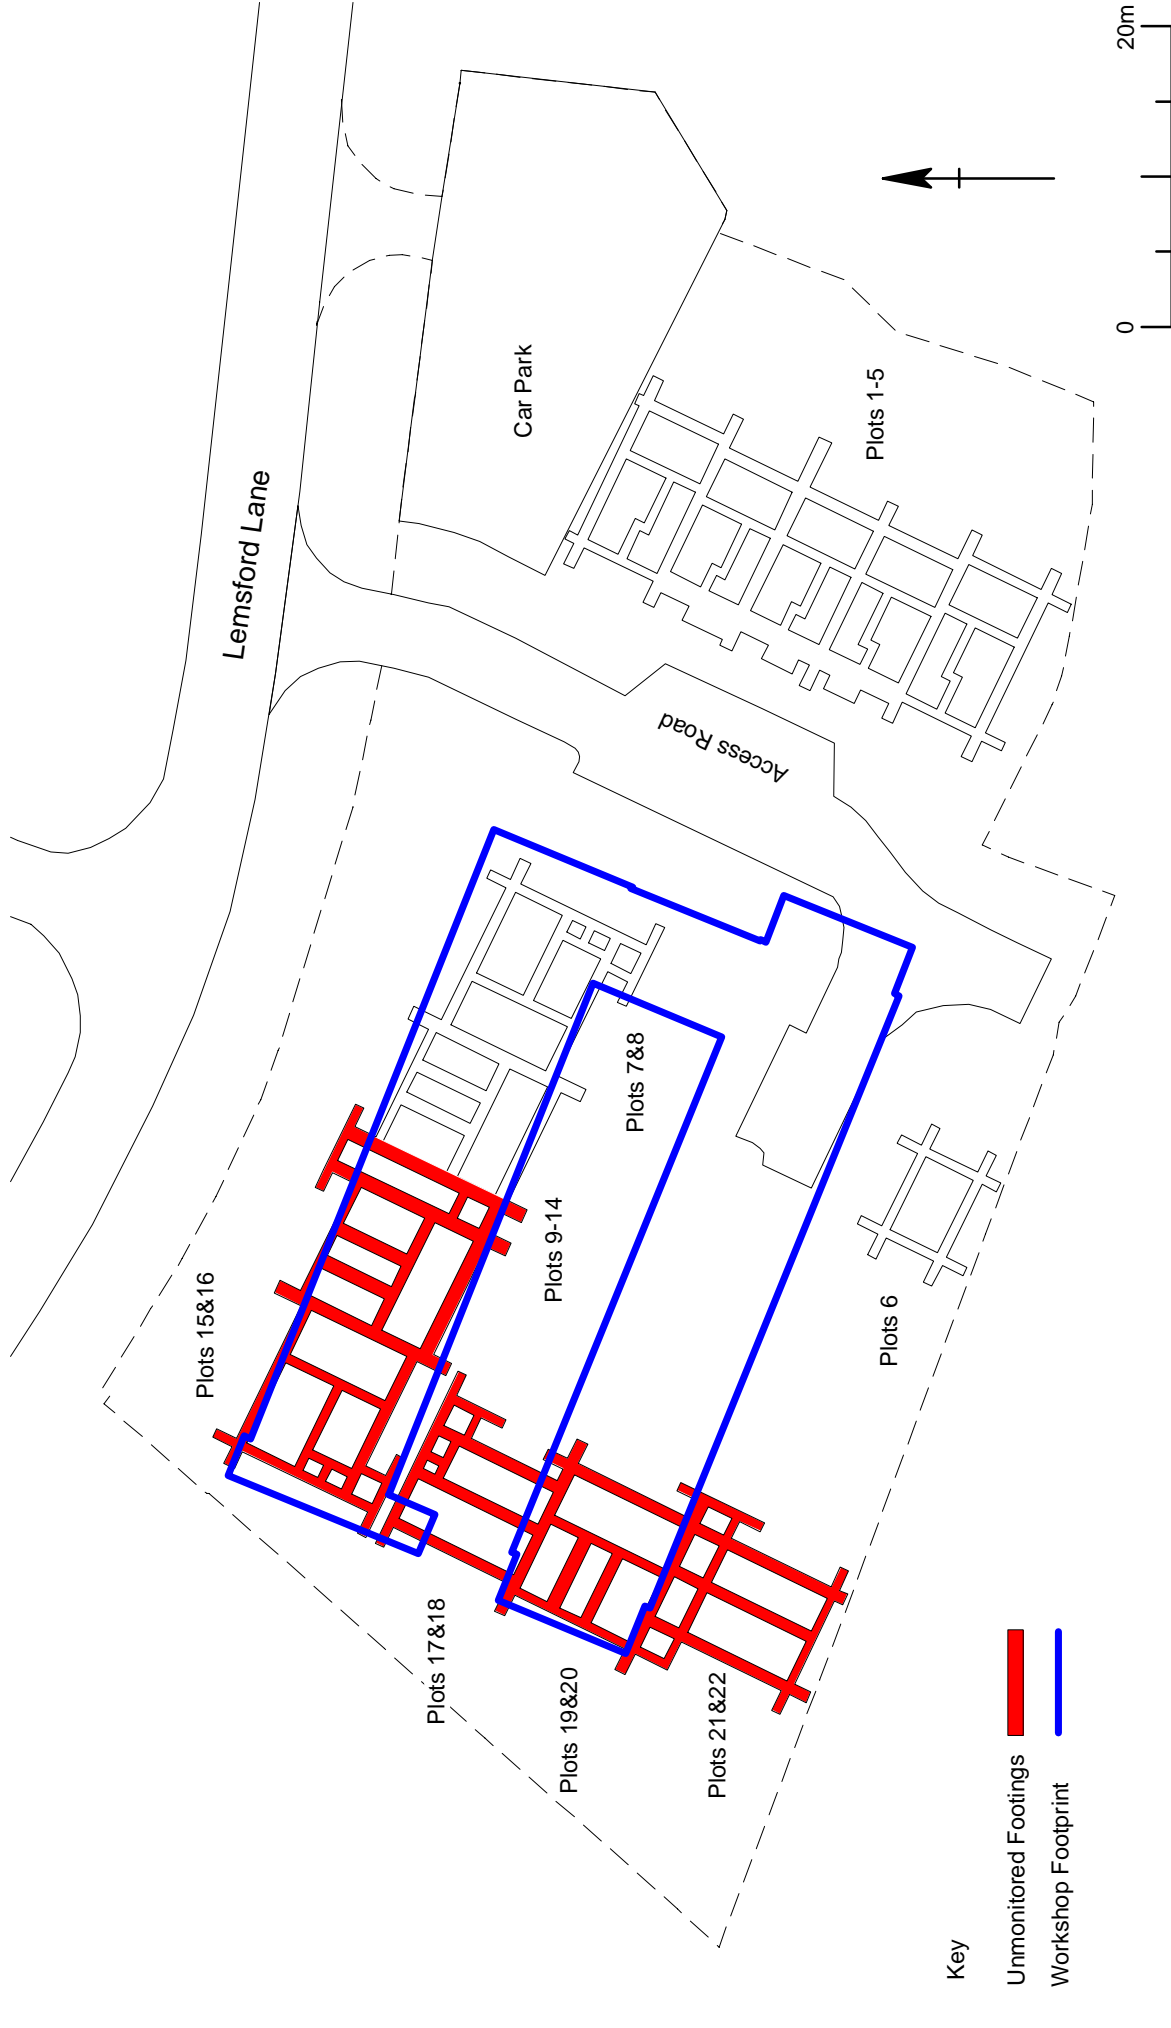 Lemsford Lane
Car Park
Access Road
Plots 1-5
Plots 7&8
Plots 9-14
Plots 15&16
Plots 17&18
Plots 19&20
Plots 21&22
Plots 6
Key
Unmonitored Footings
Workshop Footprint
0 20m